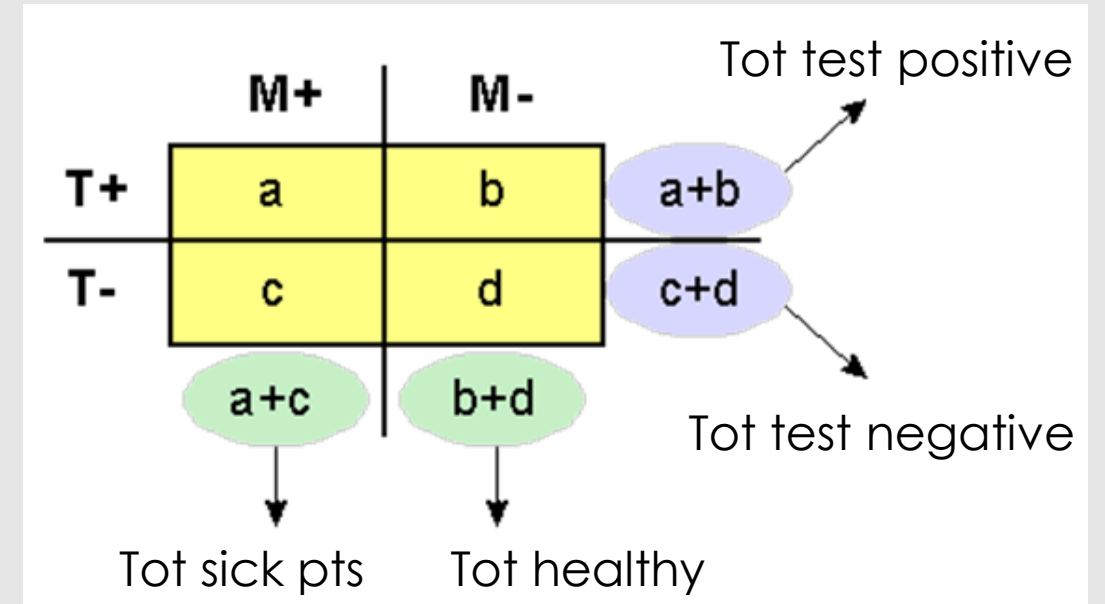 Tot test positive
M+ M-
T+ a b a+b
T- c d c+d
a+c b+d
Tot test negative
Tot sick pts Tot healthy